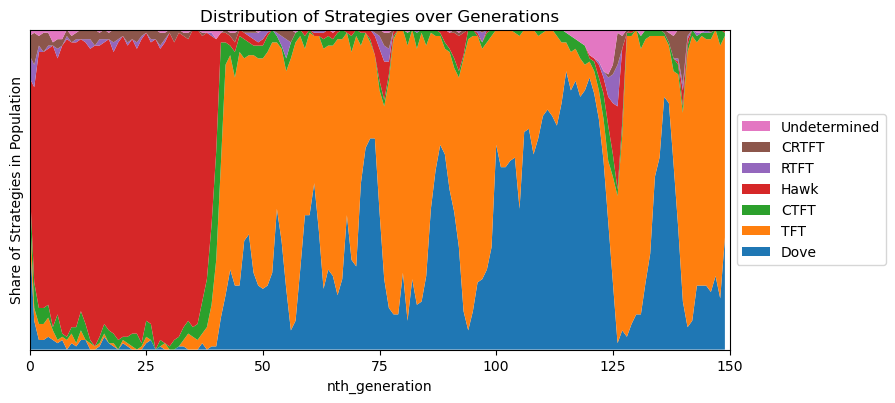 Distribution of Strategies over Generations
Share of Strategies in Population
Undetermined
CRTFT
RTFT
Hawk
CTFT
TFT
Dove
0 25 50 75 100 125 150
nth_generation